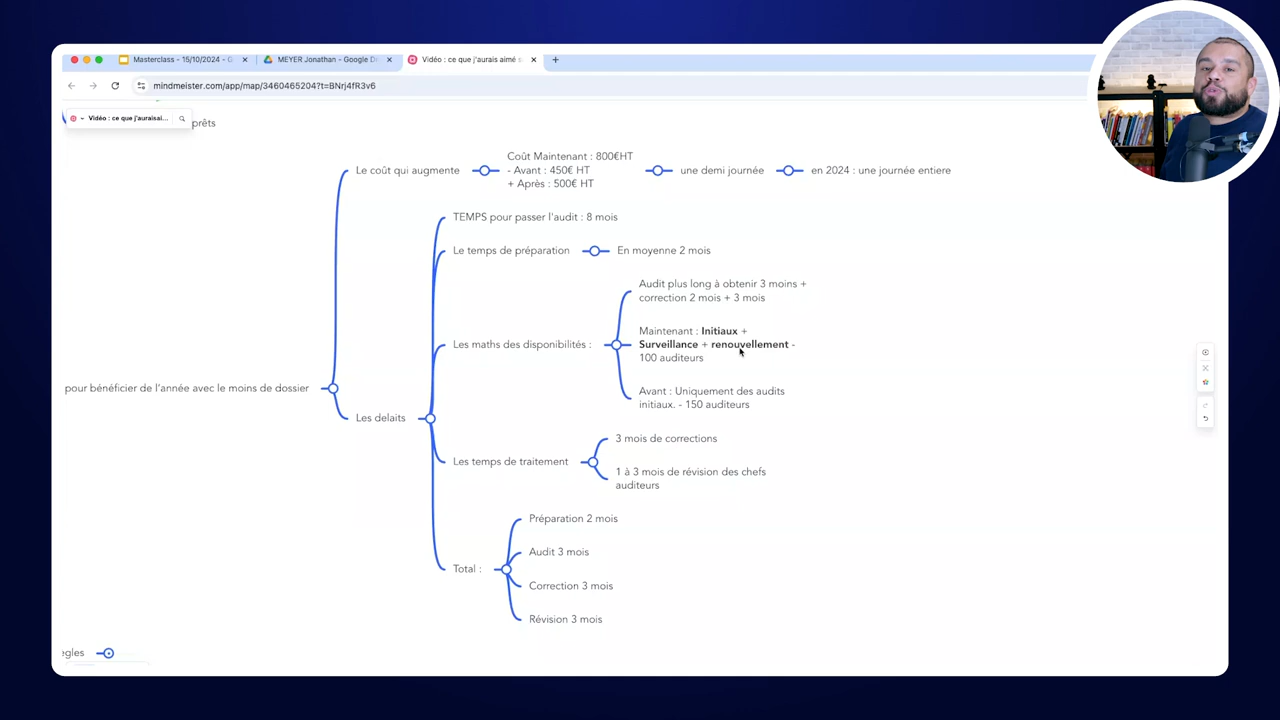 Masterclass - 15/10/2024 - G
MEYER Jonathan - Google D
Vidéo : ce que j'aurais aimé s
mindmeister.com/app/map/3460465204?t=BNrj4fR3v6
Vidéo : ce que j'auraisai...
prêts
Le coût qui augmente
Coût Maintenant : 800€HT
- Avant : 450€ HT
+ Après : 500€ HT
une demi journée
en 2024 : une journée entiere
TEMPS pour passer l'audit : 8 mois
Le temps de préparation
En moyenne 2 mois
Audit plus long à obtenir 3 moins +
correction 2 mois + 3 mois
Les maths des disponibilités :
Maintenant : Initiaux +
Surveillance + renouvellement -
100 auditeurs
Avant : Uniquement des audits
initiaux. - 150 auditeurs
pour bénéficier de l'année avec le moins de dossier
Les delaits
Les temps de traitement
3 mois de corrections
1 à 3 mois de révision des chefs
auditeurs
Total :
Préparation 2 mois
Audit 3 mois
Correction 3 mois
Révision 3 mois
egles